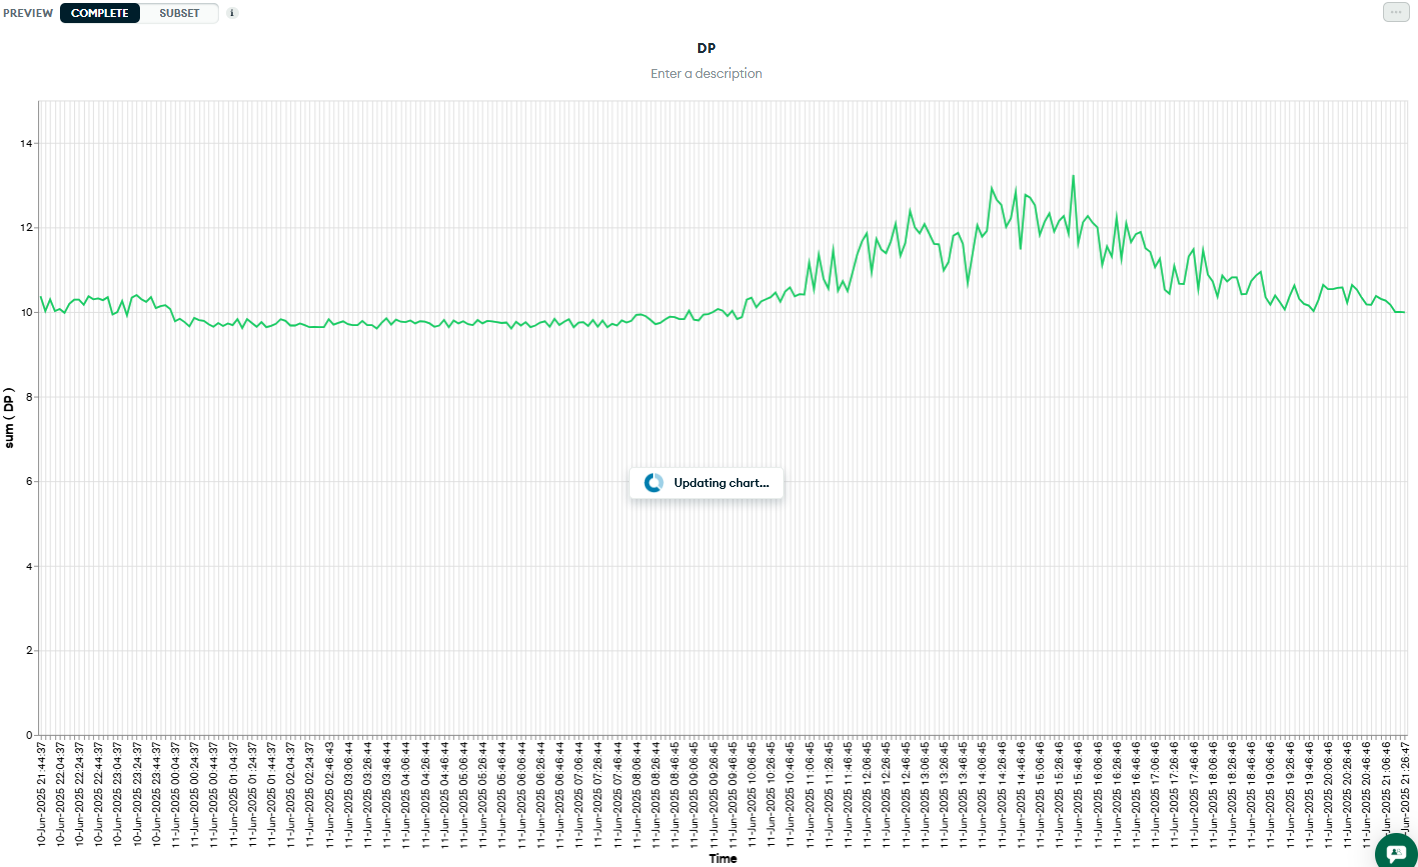 PREVIEW COMPLETE SUBSET i
...
DP
Enter a description
14
12
10
8
6
4
2
0
sum ( DP )
Updating chart...
10-Jun-2025 21:44:37
10-Jun-2025 22:04:37
10-Jun-2025 22:24:37
10-Jun-2025 22:44:37
10-Jun-2025 23:04:37
10-Jun-2025 23:24:37
10-Jun-2025 23:44:37
11-Jun-2025 00:04:37
11-Jun-2025 00:24:37
11-Jun-2025 00:44:37
11-Jun-2025 01:04:37
11-Jun-2025 01:24:37
11-Jun-2025 01:44:37
11-Jun-2025 02:04:37
11-Jun-2025 02:24:37
11-Jun-2025 02:46:43
11-Jun-2025 03:06:44
11-Jun-2025 03:26:44
11-Jun-2025 03:46:44
11-Jun-2025 04:06:44
11-Jun-2025 04:26:44
11-Jun-2025 04:46:44
11-Jun-2025 05:06:44
11-Jun-2025 05:26:44
11-Jun-2025 05:46:44
11-Jun-2025 06:06:44
11-Jun-2025 06:26:44
11-Jun-2025 06:46:44
11-Jun-2025 07:06:44
11-Jun-2025 07:26:44
11-Jun-2025 07:46:44
11-Jun-2025 08:06:44
11-Jun-2025 08:26:44
11-Jun-2025 08:46:45
11-Jun-2025 09:06:45
11-Jun-2025 09:26:45
11-Jun-2025 09:46:45
11-Jun-2025 10:06:45
11-Jun-2025 10:26:45
11-Jun-2025 10:46:45
11-Jun-2025 11:06:45
11-Jun-2025 11:26:45
11-Jun-2025 11:46:45
11-Jun-2025 12:06:45
11-Jun-2025 12:26:45
11-Jun-2025 12:46:45
11-Jun-2025 13:06:45
11-Jun-2025 13:26:45
11-Jun-2025 13:46:45
11-Jun-2025 14:06:45
11-Jun-2025 14:26:46
11-Jun-2025 14:46:46
11-Jun-2025 15:06:46
11-Jun-2025 15:26:46
11-Jun-2025 15:46:46
11-Jun-2025 16:06:46
11-Jun-2025 16:26:46
11-Jun-2025 16:46:46
11-Jun-2025 17:06:46
11-Jun-2025 17:26:46
11-Jun-2025 17:46:46
11-Jun-2025 18:06:46
11-Jun-2025 18:26:46
11-Jun-2025 18:46:46
11-Jun-2025 19:06:46
11-Jun-2025 19:26:46
11-Jun-2025 19:46:46
11-Jun-2025 20:06:46
11-Jun-2025 20:26:46
11-Jun-2025 20:46:46
-Jun-2025 21:06:46
Jun-2025 21:26:47
Time